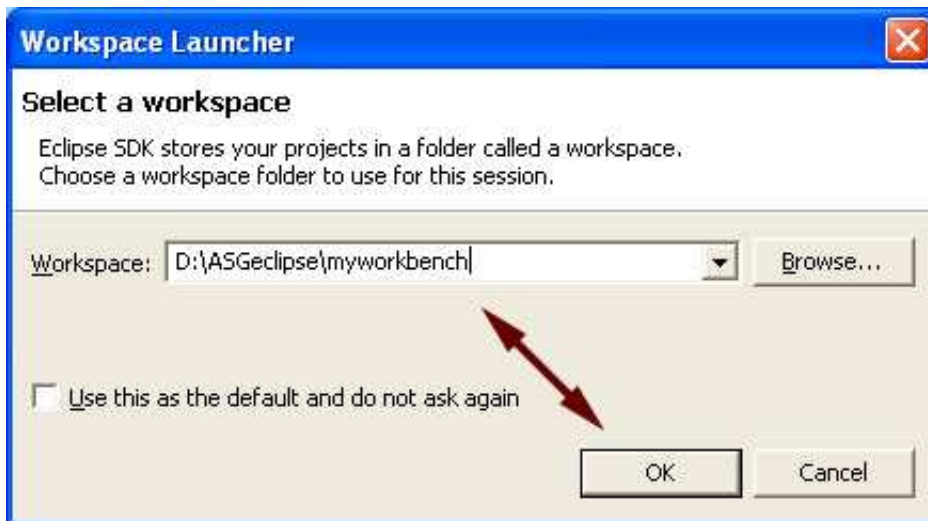 Workspace Launcher
Select a workspace
Eclipse SDK stores your projects in a folder called a workspace.
Choose a workspace folder to use for this session.
Workspace: D:\ASGeclipse\myworkbench Browse...
Use this as the default and do not ask again
OK Cancel